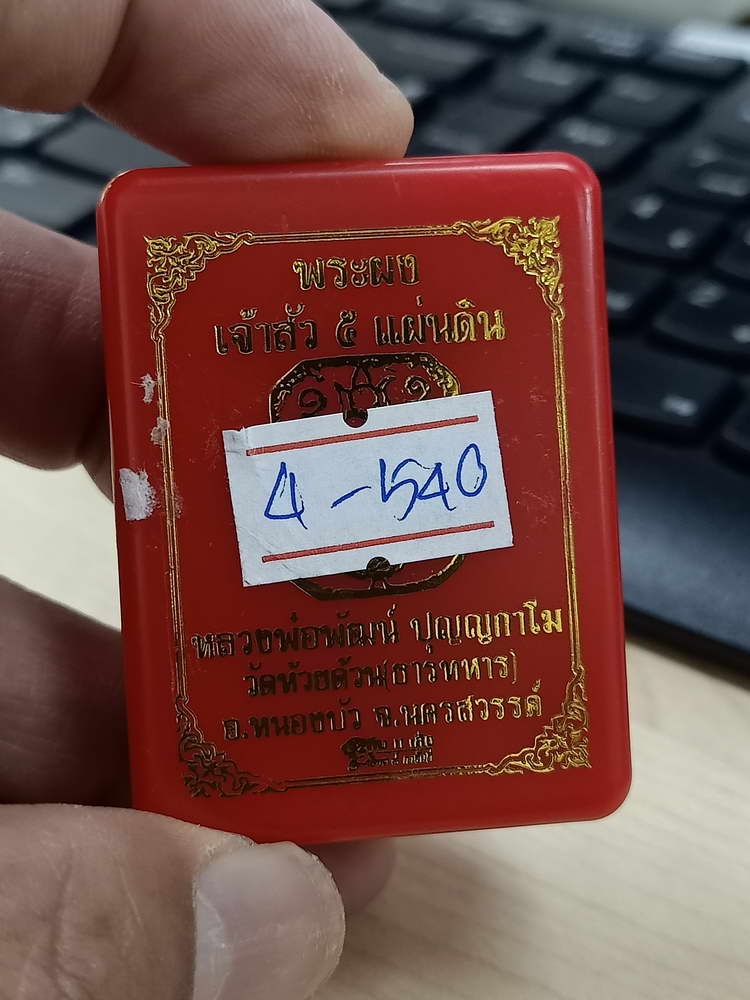 พระผง
เจ้าสัว ๕ แผ่นดิน
4-1540
หลวงพ่อพัฒน์ ปุญญกาโม
วัดห้วยด้วน(ธารทหาร)
อ.หนองบัว จ.นครสวรรค์